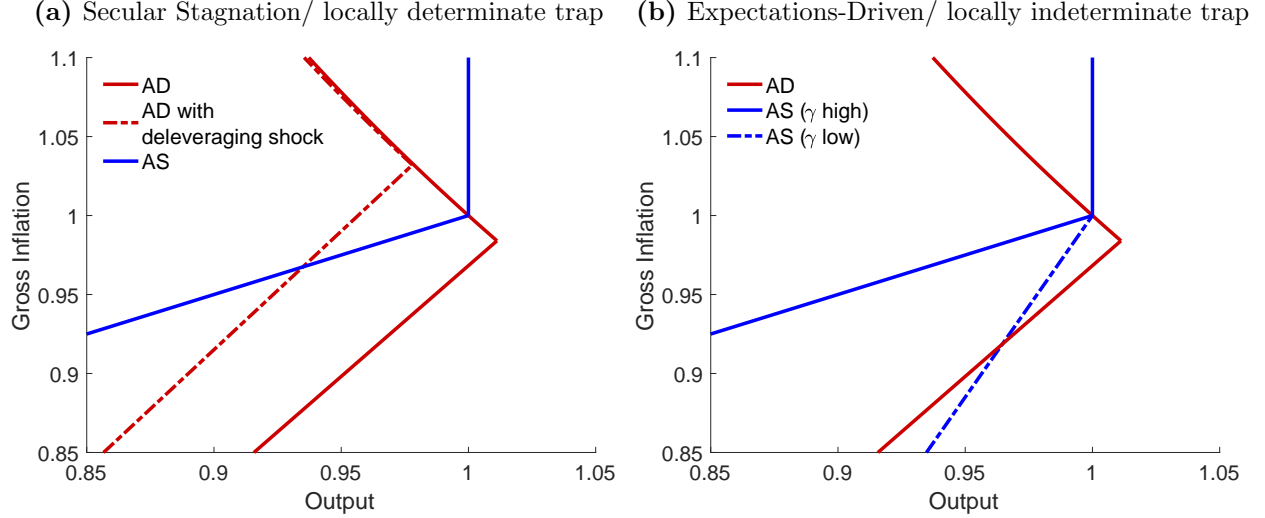 (a) Secular Stagnation/ locally determinate trap
1.1
1.05
1
0.95
0.9
0.85
Gross Inflation
AD
AD with
deleveraging shock
AS
0.85
0.9
0.95
1
1.05
Output
(b) Expectations-Driven/ locally indeterminate trap
1.1
1.05
1
0.95
0.9
0.85
Gross Inflation
AD
AS (γ high)
AS (γ low)
0.85
0.9
0.95
1
1.05
Output